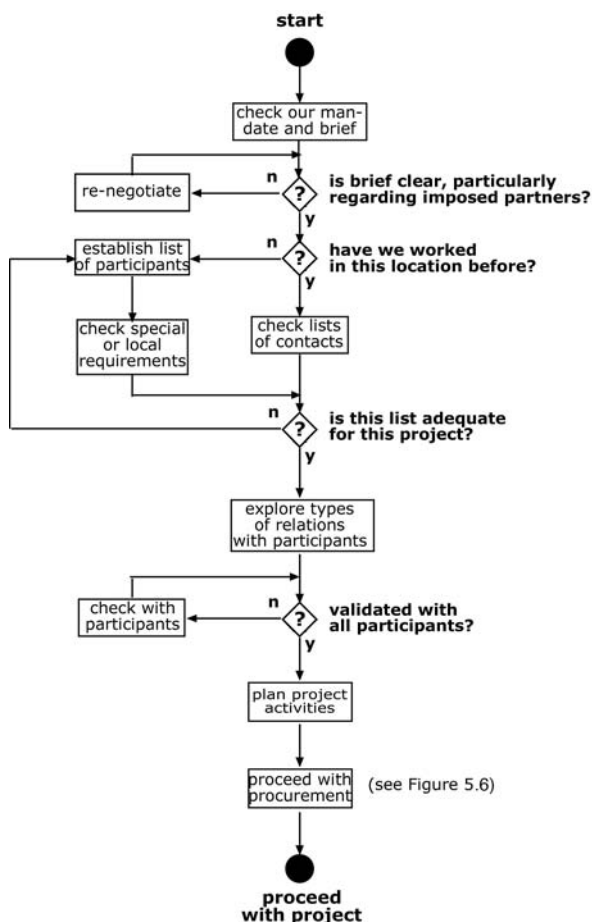 start
check our man-
date and brief
n
re-negotiate
?
is brief clear, particularly
regarding imposed partners?
y
n
establish list
of participants
?
have we worked
in this location before?
y
check special
or local
requirements
check lists
of contacts
n
?
is this list adequate
for this project?
y
explore types
of relations
with participants
n
check with
participants
?
validated with
all participants?
y
plan project
activities
proceed with
procurement
(see Figure 5.6)
proceed
with project